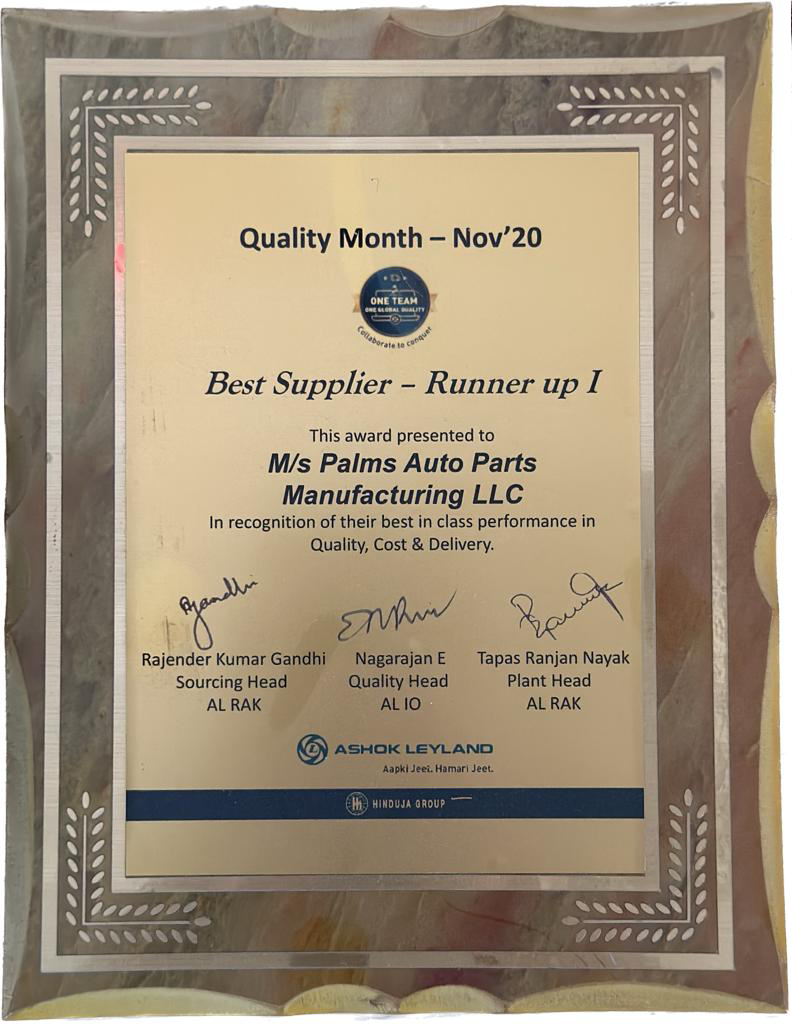 Quality Month – Nov’20
ONE TEAM
ONE GLOBAL QUALITY
Collaborate to conquer
Best Supplier – Runner up I
This award presented to
M/s Palms Auto Parts
Manufacturing LLC
In recognition of their best in class performance in
Quality, Cost & Delivery.
Rajender Kumar Gandhi Nagarajan E Tapas Ranjan Nayak
Sourcing Head Quality Head Plant Head
AL RAK AL IO AL RAK
ASHOK LEYLAND
Aapki Jeet. Hamari Jeet.
HINDUJA GROUP